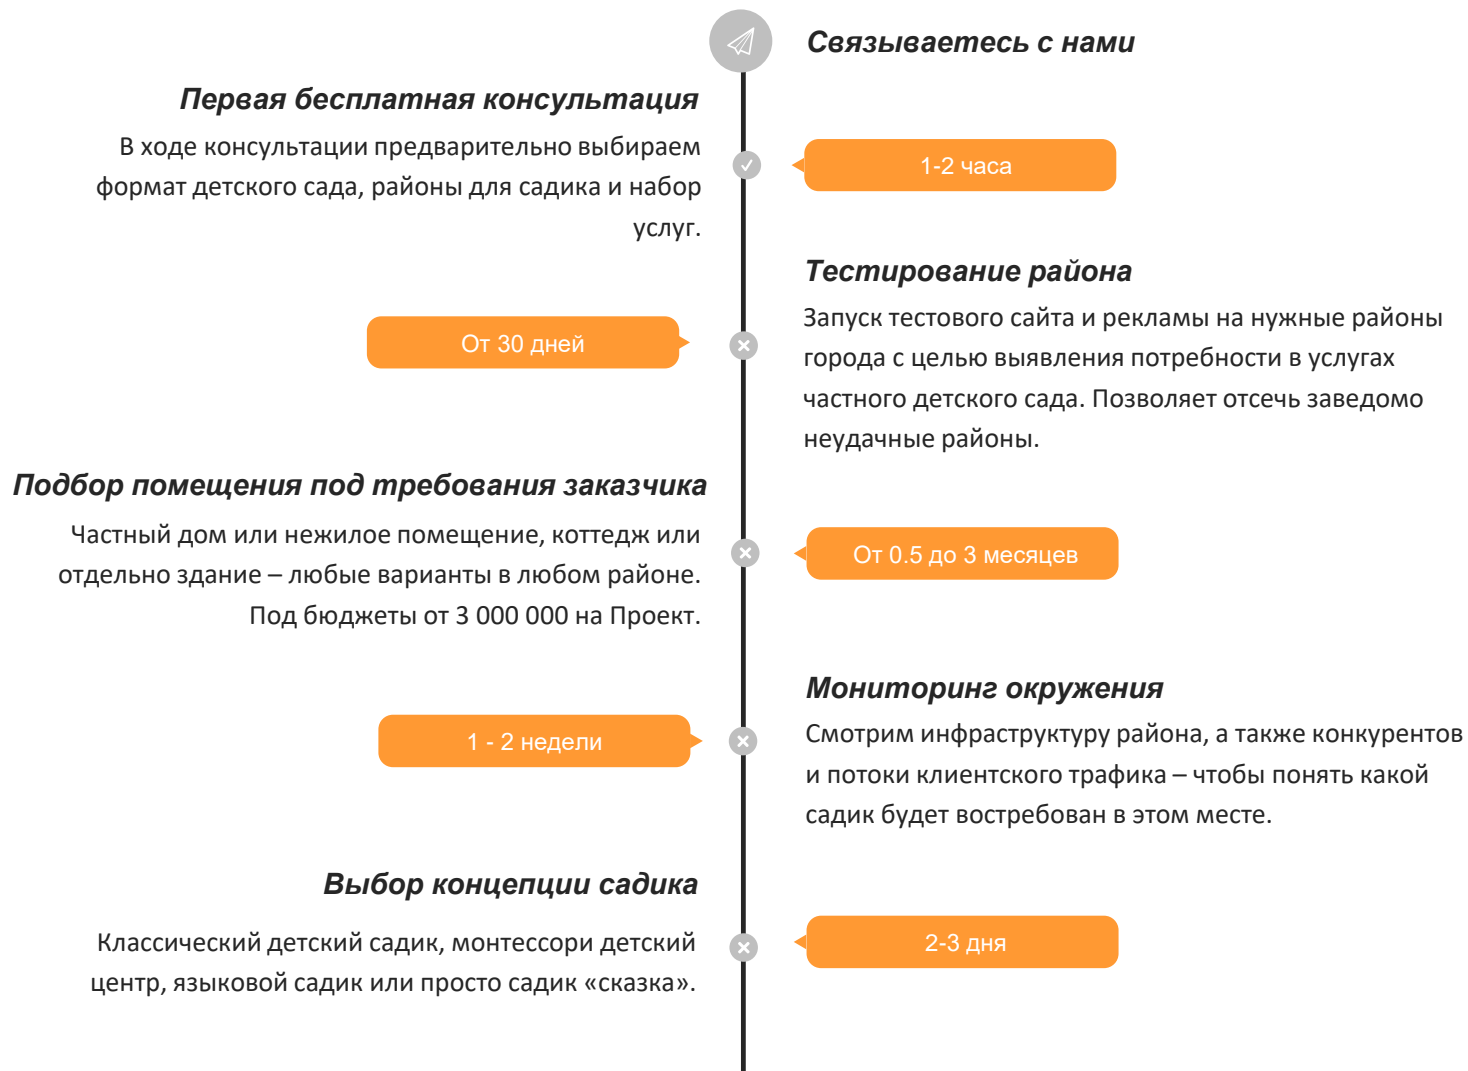 Связываетесь с нами
Первая бесплатная консультация
В ходе консультации предварительно выбираем
формат детского сада, районы для садика и набор
услуг.
1-2 часа
Тестирование района
Запуск тестового сайта и рекламы на нужные районы
города с целью выявления потребности в услугах
частного детского сада. Позволяет отсечь заведомо
неудачные районы.
От 30 дней
Подбор помещения под требования заказчика
Частный дом или нежилое помещение, коттедж или
отдельно здание – любые варианты в любом районе.
Под бюджеты от 3 000 000 на Проект.
От 0.5 до 3 месяцев
Мониторинг окружения
Смотрим инфраструктуру района, а также конкурентов
и потоки клиентского трафика – чтобы понять какой
садик будет востребован в этом месте.
1 - 2 недели
Выбор концепции садика
Классический детский садик, монтессори детский
центр, языковой садик или просто садик «сказка».
2-3 дня